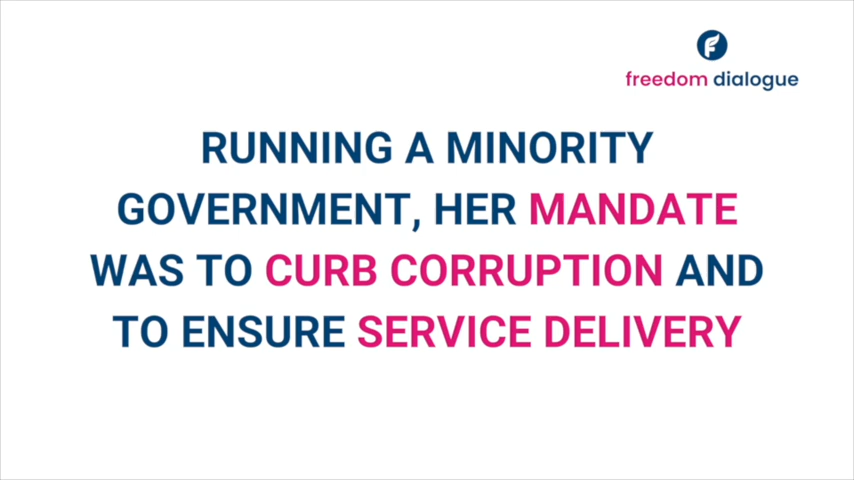 freedom dialogue
RUNNING A MINORITY
GOVERNMENT, HER MANDATE
WAS TO CURB CORRUPTION AND
TO ENSURE SERVICE DELIVERY